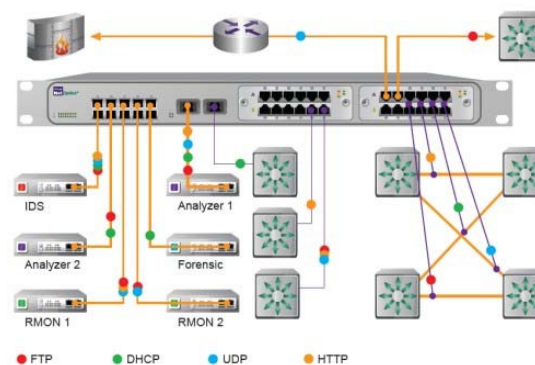 IDS
Analyzer 1
Analyzer 2
Forensic
RMON 1
RMON 2
FTP
DHCP
UDP
HTTP